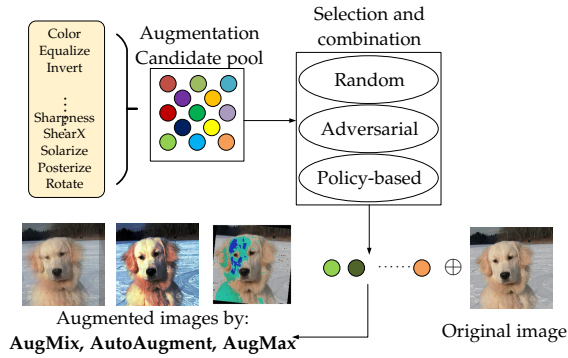 Color
Equalize
Invert
Sharpness
ShearX
Solarize
Posterize
Rotate
Augmentation
Candidate pool
Selection and
combination
Random
Adversarial
Policy-based
Augmented images by:
AugMix, AutoAugment, AugMax
Original image